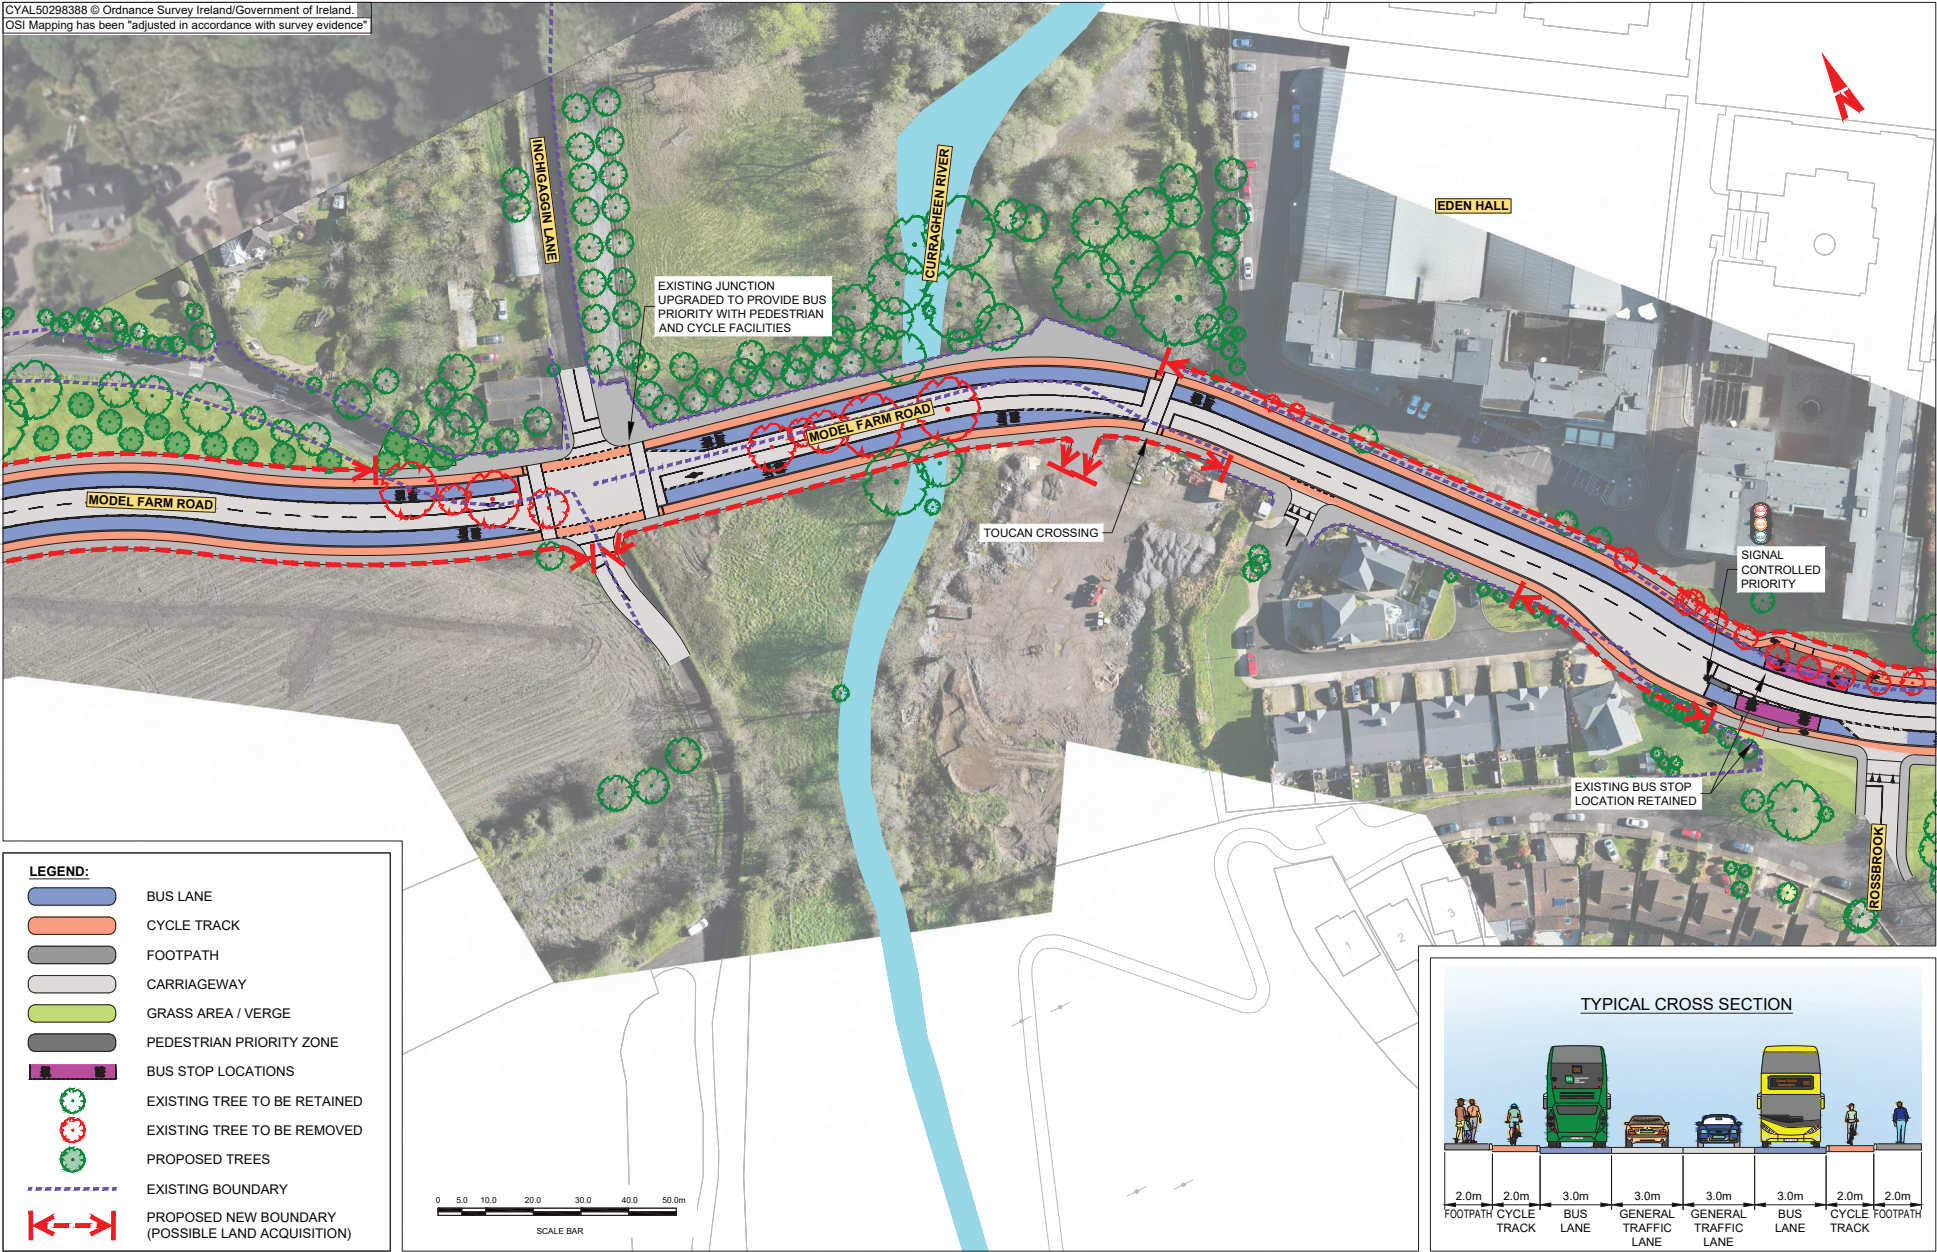 CYAL50298388 © Ordnance Survey Ireland/Government of Ireland.
OSI Mapping has been "adjusted in accordance with survey evidence"
INCHIGAGGIN LANE
CURRAGHEEN RIVER
EDEN HALL
EXISTING JUNCTION
UPGRADED TO PROVIDE BUS
PRIORITY WITH PEDESTRIAN
AND CYCLE FACILITIES
MODEL FARM ROAD
MODEL FARM ROAD
TOUCAN CROSSING
SIGNAL
CONTROLLED
PRIORITY
EXISTING BUS STOP
LOCATION RETAINED
ROSSBROOK
1
2
3
LEGEND:
BUS LANE
CYCLE TRACK
FOOTPATH
CARRIAGEWAY
GRASS AREA / VERGE
PEDESTRIAN PRIORITY ZONE
BUS STOP LOCATIONS
EXISTING TREE TO BE RETAINED
EXISTING TREE TO BE REMOVED
PROPOSED TREES
EXISTING BOUNDARY
PROPOSED NEW BOUNDARY
(POSSIBLE LAND ACQUISITION)
0 5.0 10.0 20.0 30.0 40.0 50.0m
SCALE BAR
TYPICAL CROSS SECTION
2.0m 2.0m 3.0m 3.0m 3.0m 3.0m 2.0m 2.0m
FOOTPATH CYCLE BUS GENERAL GENERAL BUS CYCLE FOOTPATH
TRACK LANE TRAFFIC TRAFFIC LANE TRACK
LANE LANE